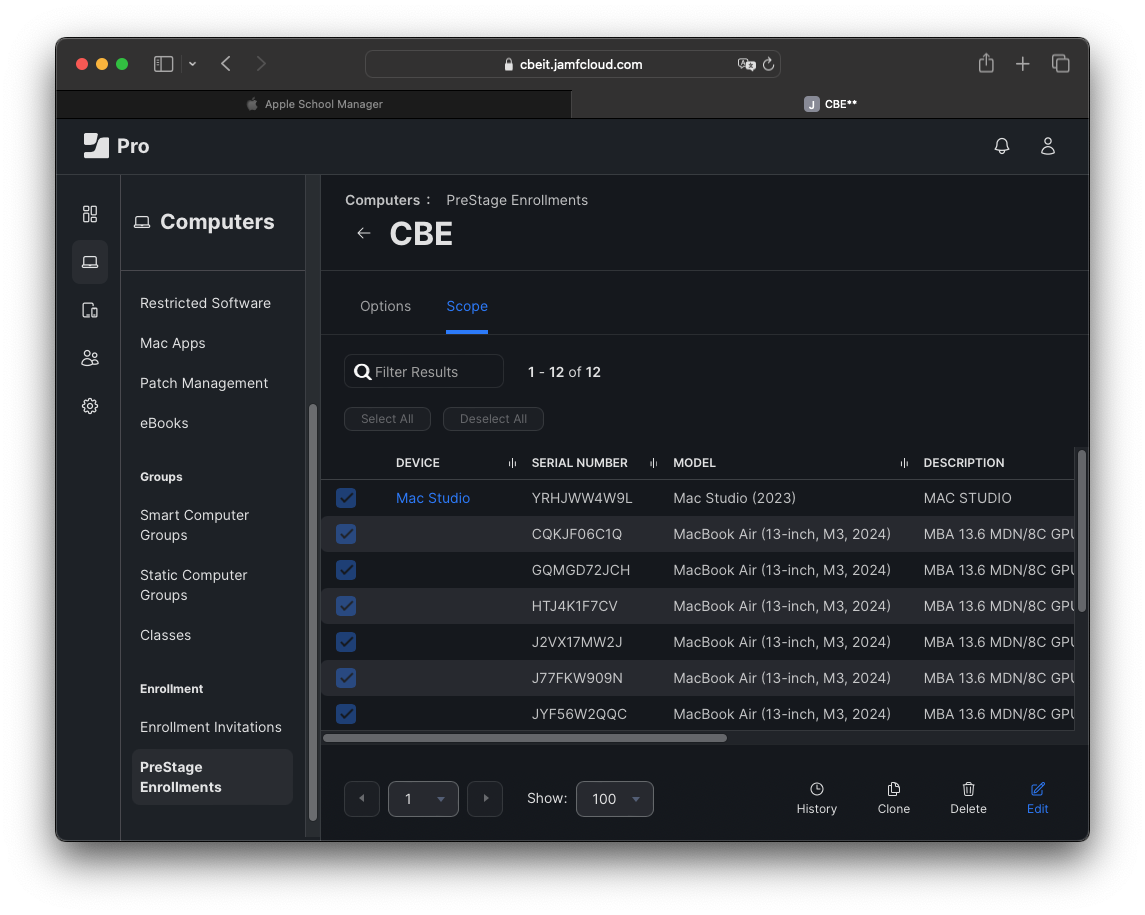 cbeit.jamfcloud.com
Apple School Manager
J CBE**
Pro
Computers
Restricted Software
Mac Apps
Patch Management
eBooks
Groups
Smart Computer
Groups
Static Computer
Groups
Classes
Enrollment
Enrollment Invitations
PreStage
Enrollments
Computers : PreStage Enrollments
CBE
Options Scope
Filter Results 1 - 12 of 12
Select All Deselect All
DEVICE SERIAL NUMBER MODEL DESCRIPTION
Mac Studio YRHJWW4W9L Mac Studio (2023) MAC STUDIO
CQKJF06C1Q MacBook Air (13-inch, M3, 2024) MBA 13.6 MDN/8C GPU
GQMGD72JCH MacBook Air (13-inch, M3, 2024) MBA 13.6 MDN/8C GPU
HTJ4K1F7CV MacBook Air (13-inch, M3, 2024) MBA 13.6 MDN/8C GPU
J2VX17MW2J MacBook Air (13-inch, M3, 2024) MBA 13.6 MDN/8C GPU
J77FKW909N MacBook Air (13-inch, M3, 2024) MBA 13.6 MDN/8C GPU
JYF56W2QQC MacBook Air (13-inch, M3, 2024) MBA 13.6 MDN/8C GPU
1 Show: 100
History Clone Delete Edit